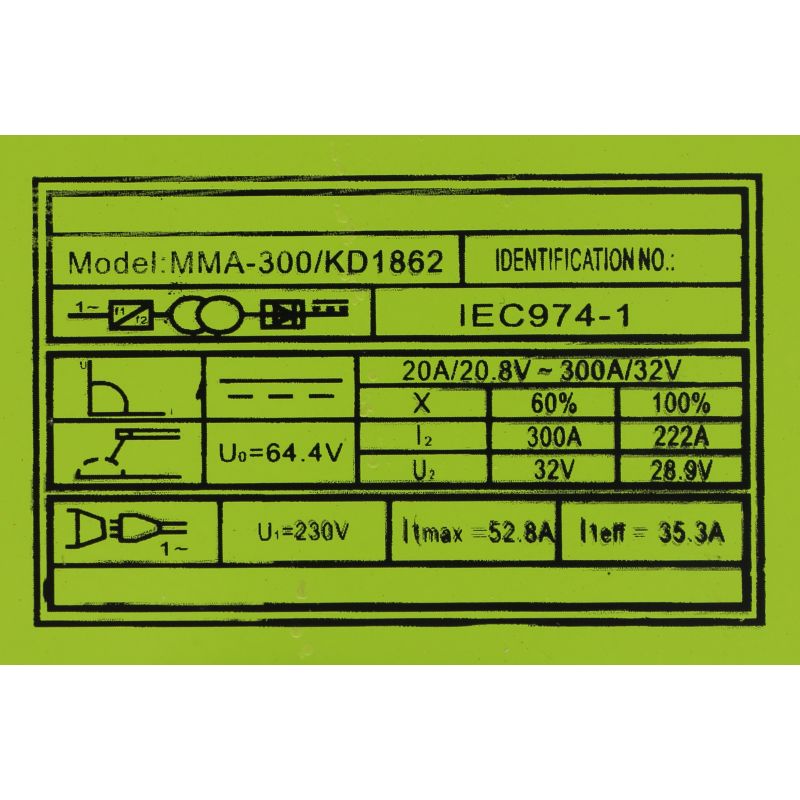 Model:MMA-300/KD1862
IDENTIFICATION NO.:
1~ f1 f2
IEC974-1
U
I
20A/20.8V ~ 300A/32V
X 60% 100%
U₀=64.4V
I₂ 300A 222A
U₂ 32V 28.9V
1~
U₁=230V
I1max =52.8A
I1eff = 35.3A